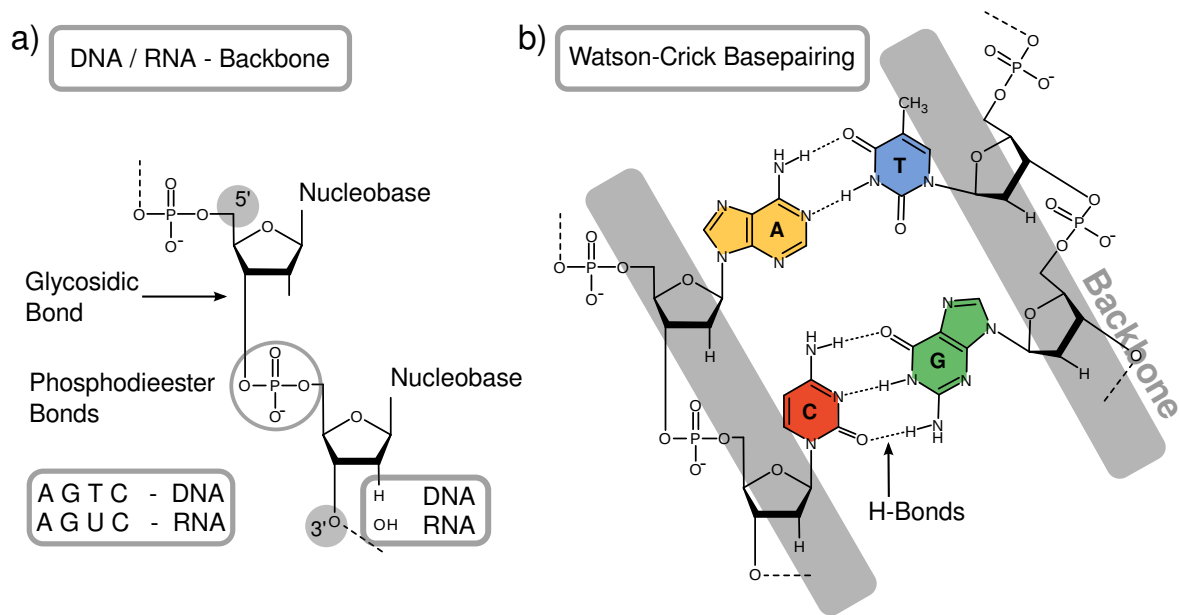 a)
DNA / RNA - Backbone
5'
Nucleobase
O
O
P
O
O⁻
O
Glycosidic
Bond
Phosphodieester
Bonds
O
O
P
O
O⁻
Nucleobase
O
A G T C - DNA
A G U C - RNA
H DNA
OH RNA
3'
O
b)
Watson-Crick Basepairing
O
O
P
O⁻
O
CH₃
O
T
H
N
N
O
O
H
H
N
H
N
N
A
N
N
N
O
O
P
O
O⁻
O
H
O
O
P
O⁻
O
O
H
O
Backbone
H
N
H
N
C
N
O
O
G
N
N
H
N
N
H
N
H
O
O
P
O
O⁻
O
H
O
H-Bonds